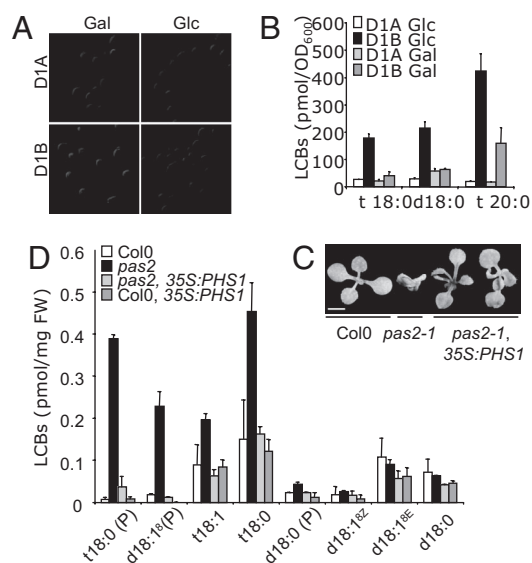 A
Gal Glc
D1A
D1B
B
LCBs (pmol/OD600)
600
500
400
300
200
100
0
D1A Glc
D1B Glc
D1A Gal
D1B Gal
t 18:0 d18:0 t 20:0
C
Col0 pas2-1 pas2-1,
35S:PHS1
D
LCBs (pmol/mg FW)
0.6
0.5
0.4
0.3
0.2
0.1
0
Col0
pas2
pas2, 35S:PHS1
Col0, 35S:PHS1
t18:0 (P)
d18:1⁸(P)
t18:1
t18:0
d18:0 (P)
d18:1⁸ᶻ
d18:1⁸ᴱ
d18:0